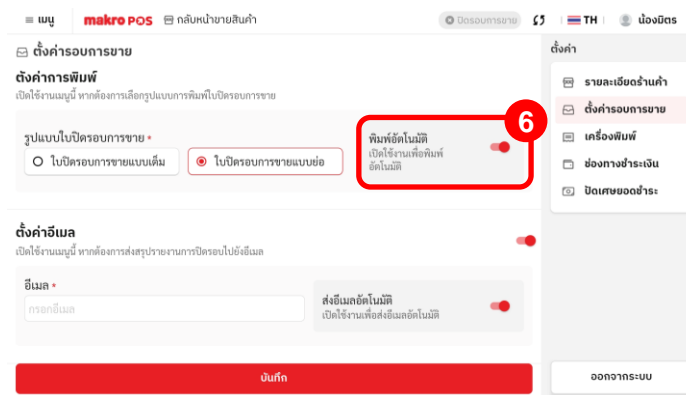 เมนู
makro POS
กลับหน้าขายสินค้า
ปิดรอบการขาย
TH
น้องมิตร
ตั้งค่ารอบการขาย
ตั้งค่าการพิมพ์
เปิดใช้งานเมนูนี้ หากต้องการเลือกรูปแบบการพิมพ์ใบปิดรอบการขาย
6
รูปแบบใบปิดรอบการขาย •
ใบปิดรอบการขายแบบเต็ม
ใบปิดรอบการขายแบบย่อ
พิมพ์อัตโนมัติ
เปิดใช้งานเพื่อพิมพ์
อัตโนมัติ
ตั้งค่าอีเมล
เปิดใช้งานเมนูนี้ หากต้องการส่งสรุปรายงานการปิดรอบไปยังอีเมล
อีเมล •
กรอกอีเมล
ส่งอีเมลอัตโนมัติ
เปิดใช้งานเพื่อส่งอีเมลอัตโนมัติ
บันทึก
ตั้งค่า
รายละเอียดร้านค้า
ตั้งค่ารอบการขาย
เครื่องพิมพ์
ช่องทางชำระเงิน
ปัดเศษยอดชำระ
ออกจากระบบ